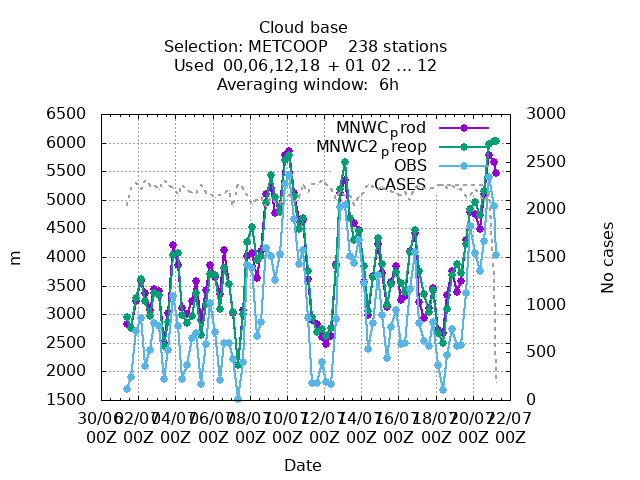 Cloud base
Selection: METCOOP    238 stations
Used 00,06,12,18 + 01 02 ... 12
Averaging window:  6h
6500
6000
5500
5000
4500
4000
3500
3000
2500
2000
1500
m
3000
2500
2000
1500
1000
500
0
No cases
MNWC_prod
MNWC2_preop
OBS
CASES
30/06 02/07 04/07 06/07 08/07 10/07 12/07 14/07 16/07 18/07 20/07 22/07
00Z 00Z 00Z 00Z 00Z 00Z 00Z 00Z 00Z 00Z 00Z 00Z
Date